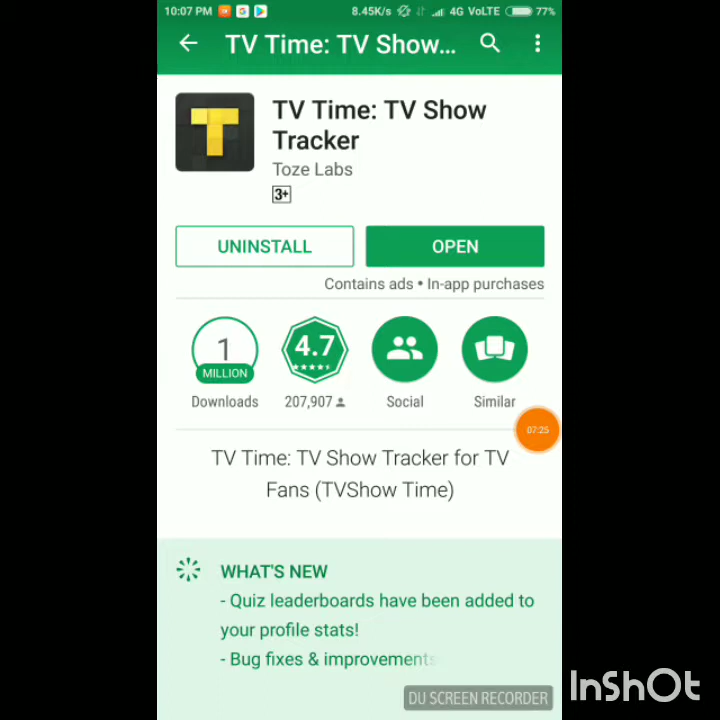 10:07 PM 8.45K/s 4G VoLTE 77%
TV Time: TV Show...
T
TV Time: TV Show
Tracker
Toze Labs
3+
UNINSTALL OPEN
Contains ads • In-app purchases
1 4.7
MILLION
Downloads 207,907 Social Similar
07:25
TV Time: TV Show Tracker for TV
Fans (TVShow Time)
WHAT'S NEW
- Quiz leaderboards have been added to
your profile stats!
- Bug fixes & improvements
DU SCREEN RECORDER
InShOt